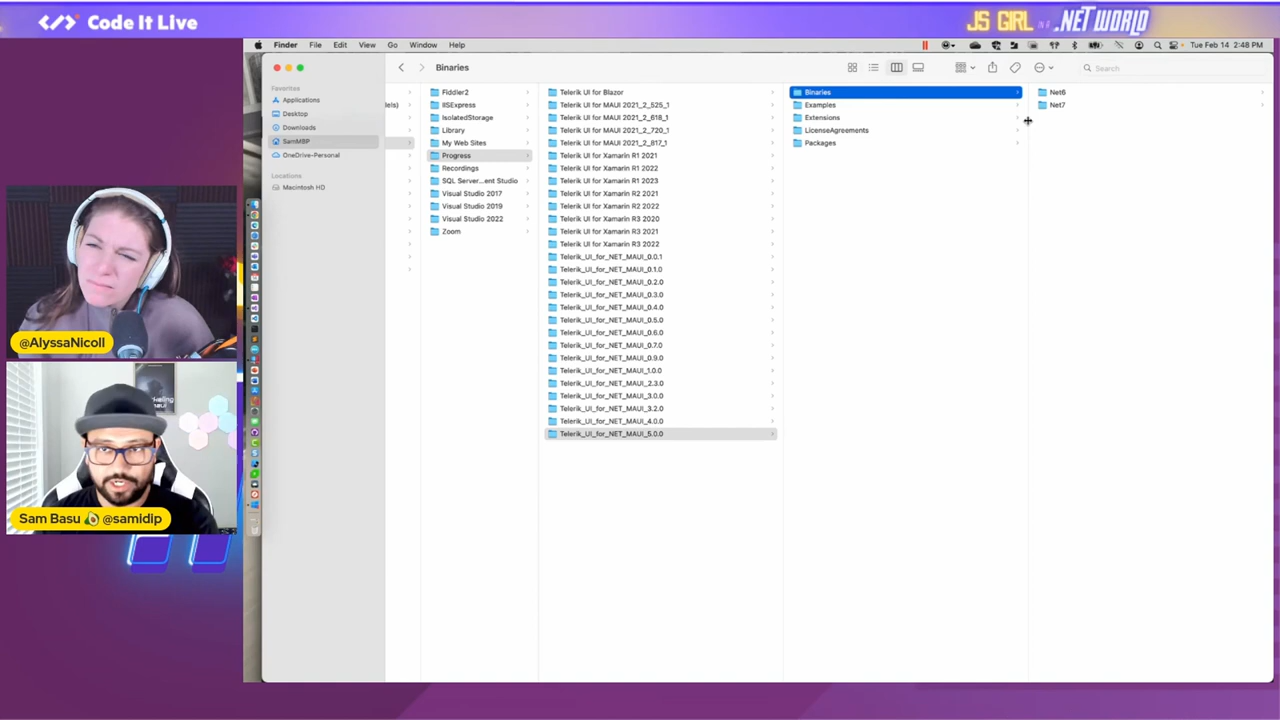 </> Code It Live
JS GIRL in a .NET WORLD
Finder File Edit View Go Window Help
Tue Feb 14 2:48 PM
Binaries
Search
Favorites
Applications
Desktop
Downloads
SamMBP
OneDrive-Personal
Locations
Macintosh HD
els)
Fiddler2
IISExpress
IsolatedStorage
Library
My Web Sites
Progress
Recordings
SQL Server...ent Studio
Visual Studio 2017
Visual Studio 2019
Visual Studio 2022
Zoom
Telerik UI for Blazor
Telerik UI for MAUI 2021_2_525_1
Telerik UI for MAUI 2021_2_618_1
Telerik UI for MAUI 2021_2_720_1
Telerik UI for MAUI 2021_2_817_1
Telerik UI for Xamarin R1 2021
Telerik UI for Xamarin R1 2022
Telerik UI for Xamarin R1 2023
Telerik UI for Xamarin R2 2021
Telerik UI for Xamarin R2 2022
Telerik UI for Xamarin R3 2020
Telerik UI for Xamarin R3 2021
Telerik UI for Xamarin R3 2022
Telerik_UI_for_NET_MAUI_0.0.1
Telerik_UI_for_NET_MAUI_0.1.0
Telerik_UI_for_NET_MAUI_0.2.0
Telerik_UI_for_NET_MAUI_0.3.0
Telerik_UI_for_NET_MAUI_0.4.0
Telerik_UI_for_NET_MAUI_0.5.0
Telerik_UI_for_NET_MAUI_0.6.0
Telerik_UI_for_NET_MAUI_0.7.0
Telerik_UI_for_NET_MAUI_0.9.0
Telerik_UI_for_NET_MAUI_1.0.0
Telerik_UI_for_NET_MAUI_2.3.0
Telerik_UI_for_NET_MAUI_3.0.0
Telerik_UI_for_NET_MAUI_3.2.0
Telerik_UI_for_NET_MAUI_4.0.0
Telerik_UI_for_NET_MAUI_5.0.0
Binaries
Examples
Extensions
LicenseAgreements
Packages
Net6
Net7
@AlyssaNicoll
Sam Basu 🥑 @samidip